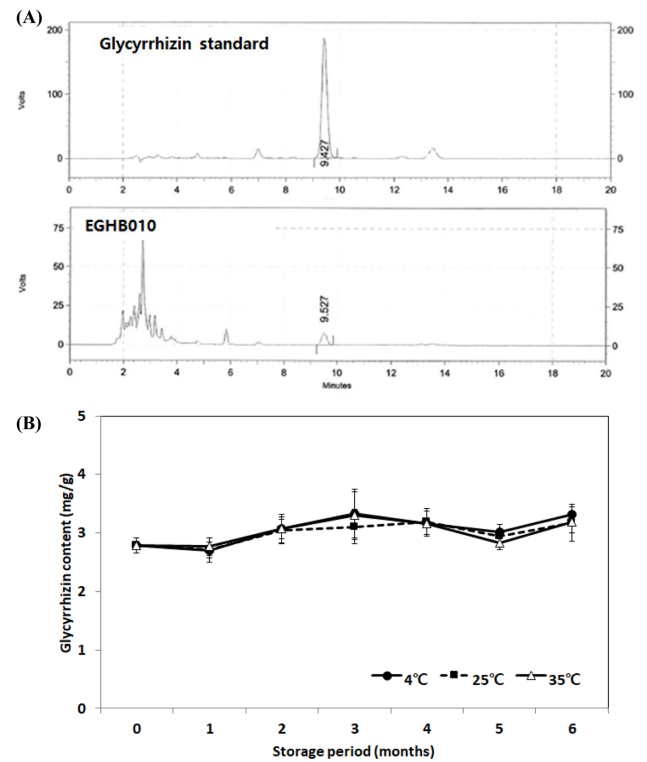 (A)
Glycyrrhizin standard
200 200
100 100
0 0
Volts
9.427
0 2 4 6 8 10 12 14 16 18 20
EGHB010
75 75
50 50
25 25
0 0
Volts
9.527
0 2 4 6 8 10 12 14 16 18 20
Minutes
(B)
5
4
3
2
1
0
Glycyrrhizin content (mg/g)
4℃ 25℃ 35℃
0 1 2 3 4 5 6
Storage period (months)